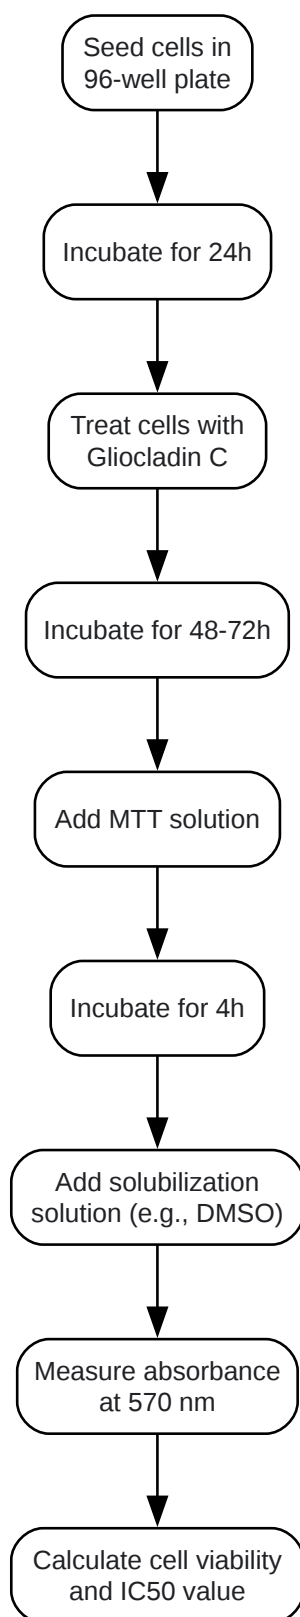 Seed cells in
96-well plate
Incubate for 24h
Treat cells with
Gliocladin C
Incubate for 48-72h
Add MTT solution
Incubate for 4h
Add solubilization
solution (e.g., DMSO)
Measure absorbance
at 570 nm
Calculate cell viability
and IC50 value